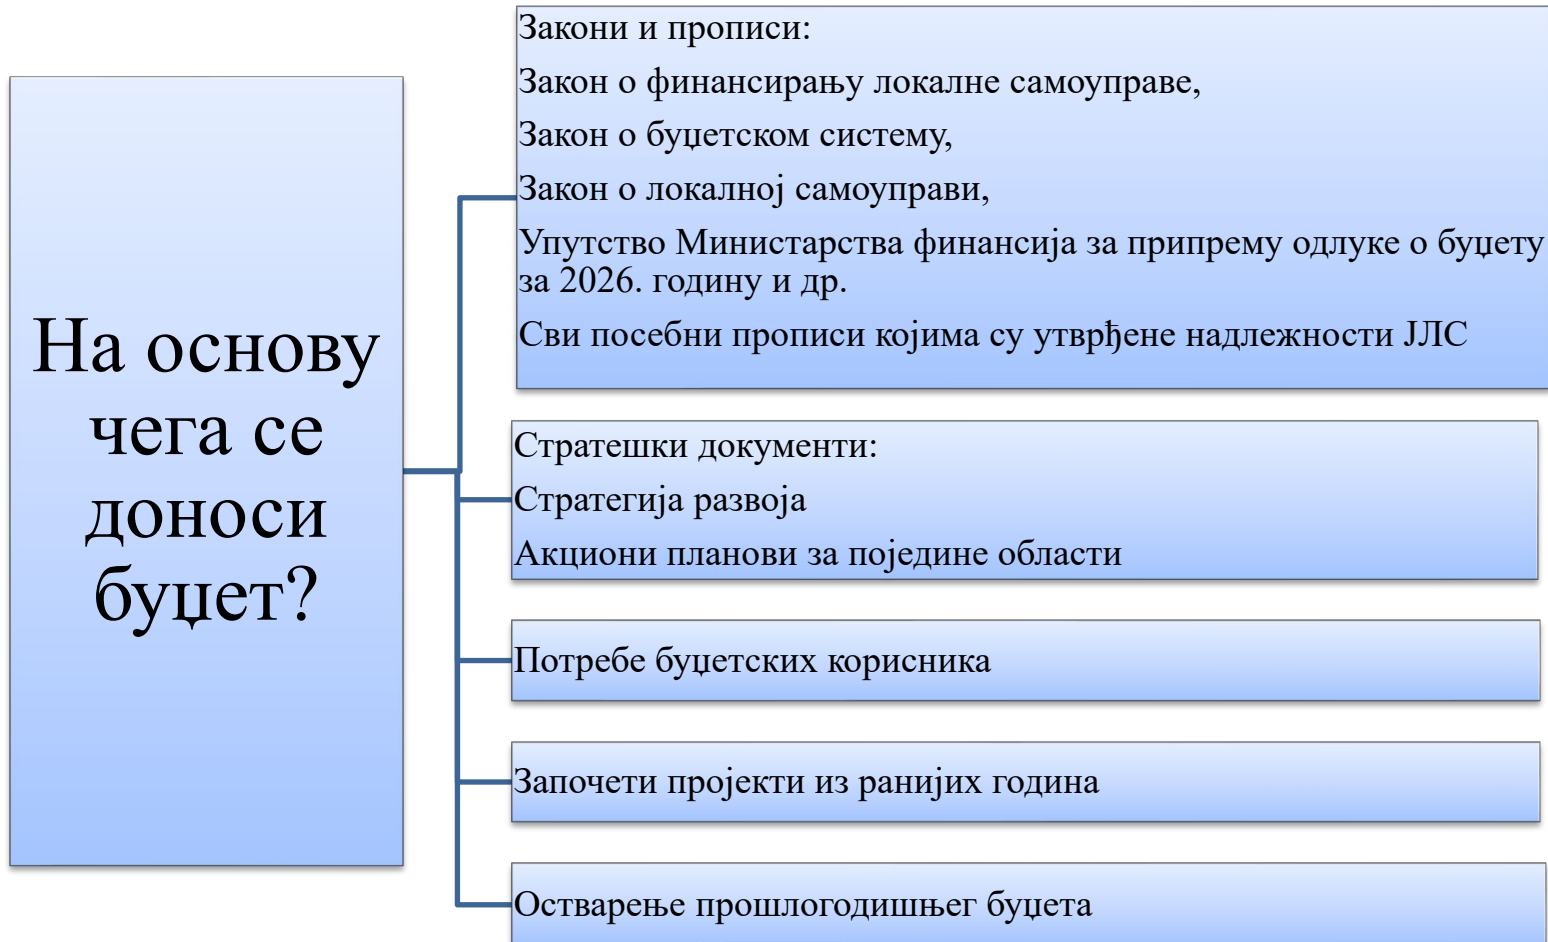 На основу
чега се
доноси
буџет?
Закони и прописи:
Закон о финансирању локалне самоуправе,
Закон о буџетском систему,
Закон о локалној самоуправи,
Упутство Министарства финансија за припрему одлуке о буџету
за 2026. годину и др.
Сви посебни прописи којима су утврђене надлежности ЈЛС
Стратешки документи:
Стратегија развоја
Акциони планови за поједине области
Потребе буџетских корисника
Започети пројекти из ранијих година
Остварење прошлогодишњег буџета